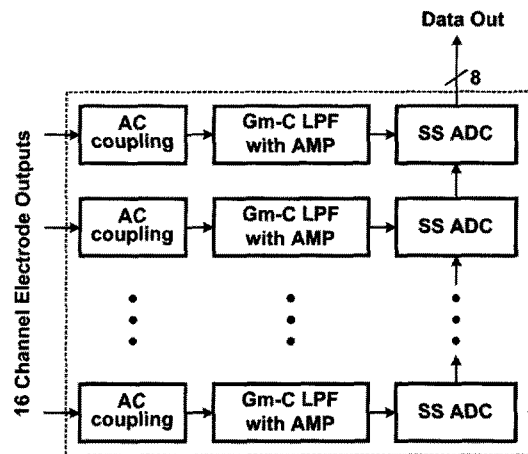 Data Out
8
16 Channel Electrode Outputs
AC
coupling
Gm-C LPF
with AMP
SS ADC
AC
coupling
Gm-C LPF
with AMP
SS ADC
AC
coupling
Gm-C LPF
with AMP
SS ADC